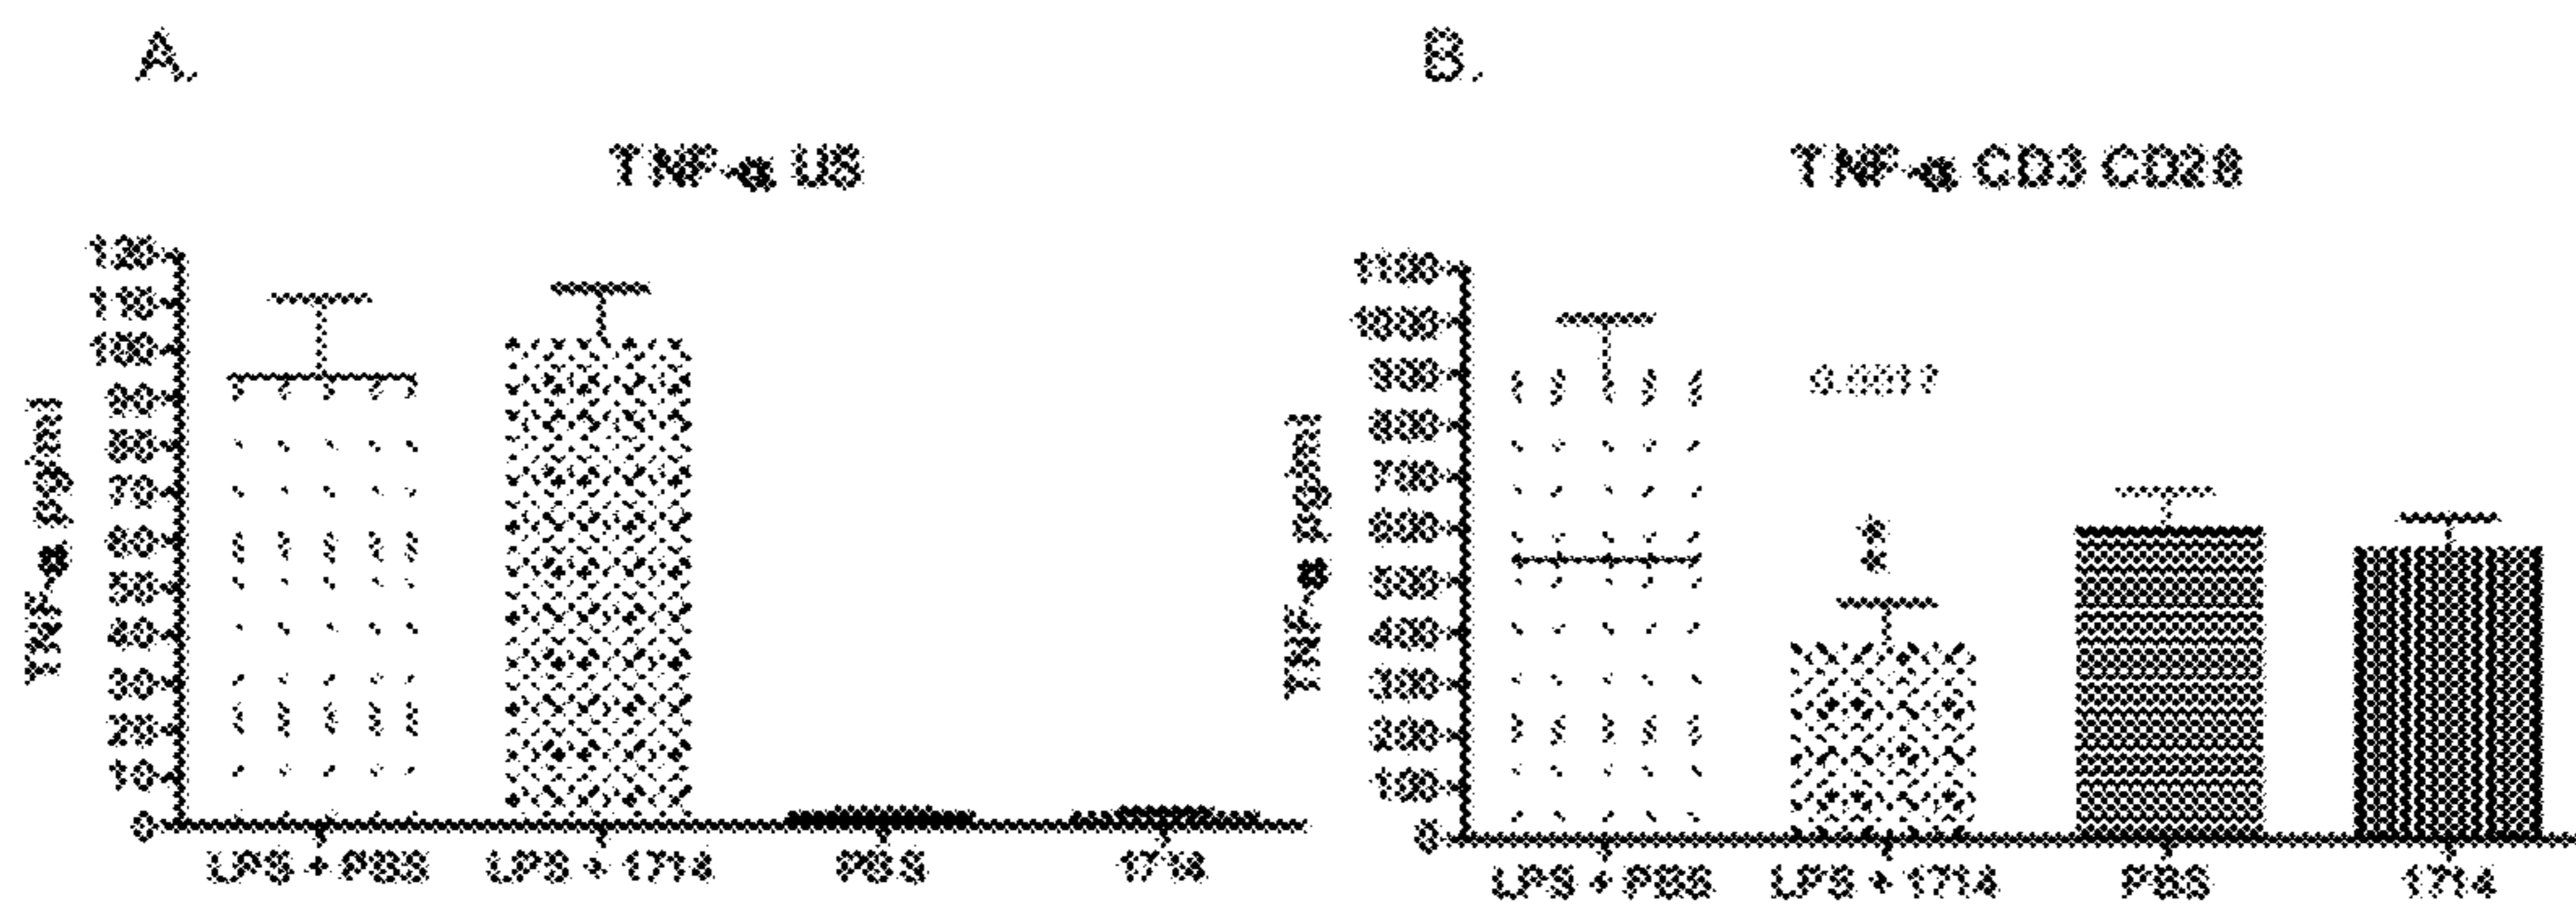 A.
TNF-α US
TNF-α pg/ml
120
110
100
90
80
70
60
50
40
30
20
10
0
LPS + PBS
LPS + 1714
PBS
1714
B.
TNF-α CD3 CD28
TNF-α pg/ml
1100
1000
900
800
700
600
500
400
300
200
100
0
**
LPS + PBS
LPS + 1714
PBS
1714